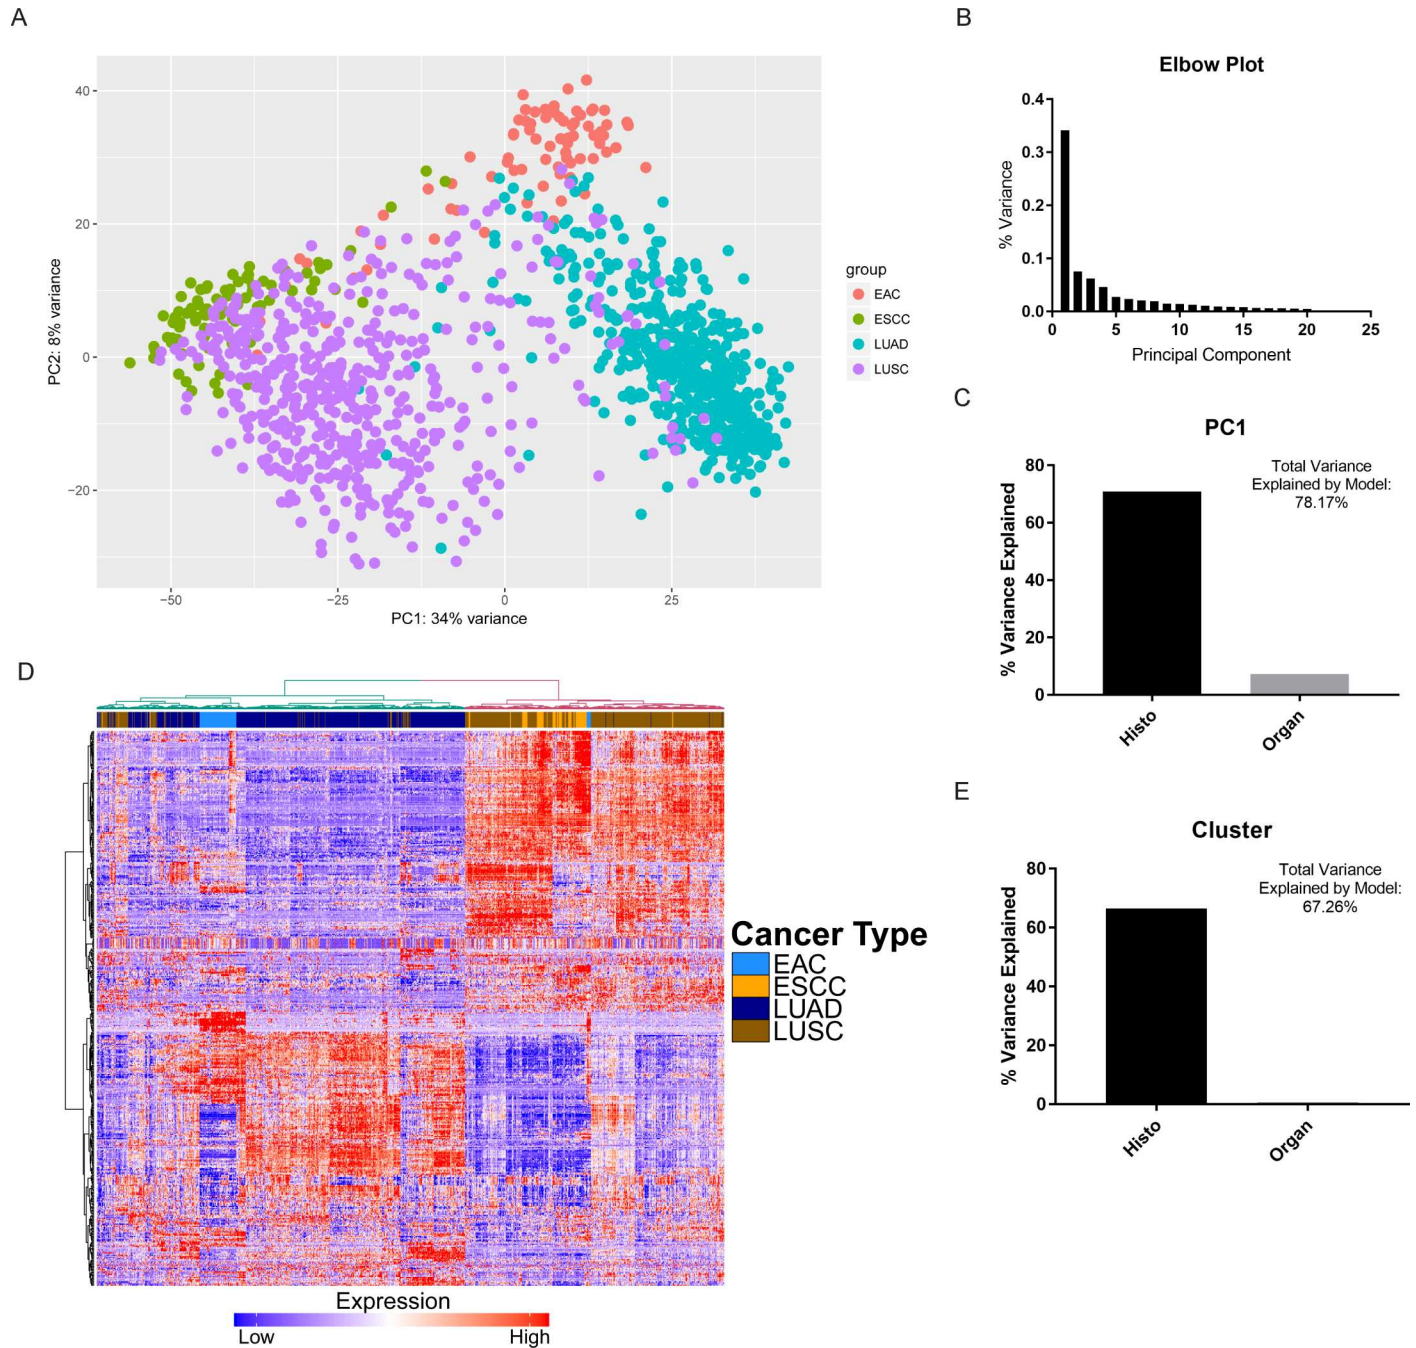 A
40
20
0
−20
−50
−25
0
25
PC2: 8% variance
PC1: 34% variance
group
EAC
ESCC
LUAD
LUSC
B
Elbow Plot
0.4
0.3
0.2
0.1
0.0
0
5
10
15
20
25
% Variance
Principal Component
C
PC1
80
60
40
20
0
% Variance Explained
Total Variance
Explained by Model:
78.17%
Histo
Organ
D
Cancer Type
EAC
ESCC
LUAD
LUSC
Expression
Low
High
E
Cluster
80
60
40
20
0
% Variance Explained
Total Variance
Explained by Model:
67.26%
Histo
Organ